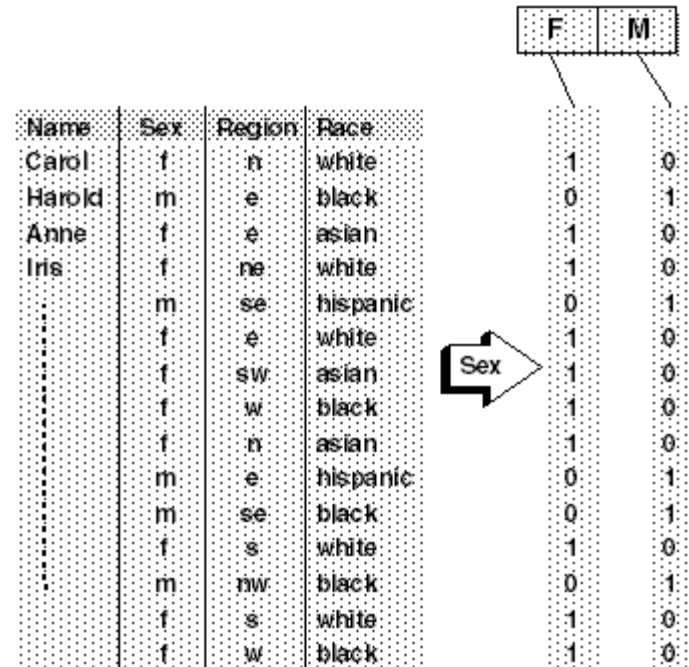 F M
Name Sex Region Race
Carol f n white 1 0
Harold m e black 0 1
Anne f e asian 1 0
Iris f ne white 1 0
m se hispanic 0 1
f e white 1 0
Sex
f sw asian 1 0
f w black 1 0
f n asian 1 0
m e hispanic 0 1
m se black 0 1
f s white 1 0
m nw black 0 1
f s white 1 0
f w black 1 0